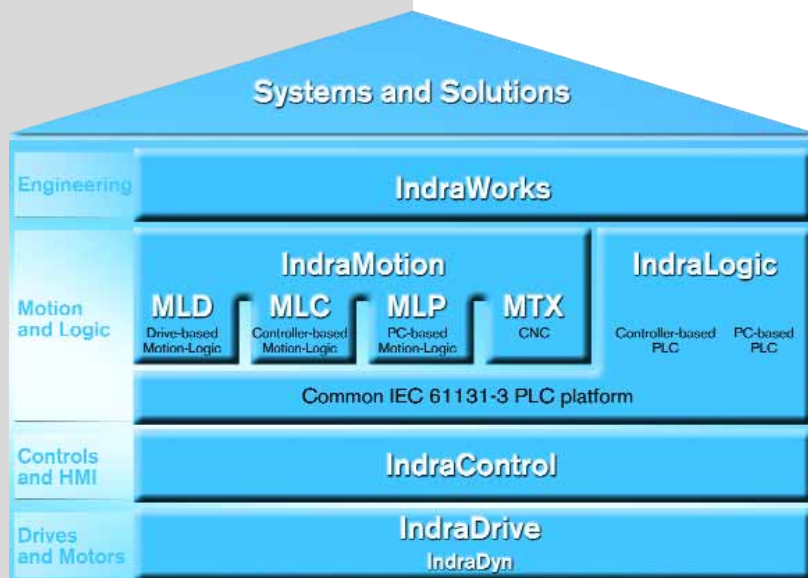 Systems and Solutions
Engineering
IndraWorks
Motion
and Logic
IndraMotion
MLD
Drive-based
Motion-Logic
MLC
Controller-based
Motion-Logic
MLP
PC-based
Motion-Logic
MTX
CNC
IndraLogic
Controller-based
PLC
PC-based
PLC
Common IEC 61131-3 PLC platform
Controls
and HMI
IndraControl
Drives
and Motors
IndraDrive
IndraDyn